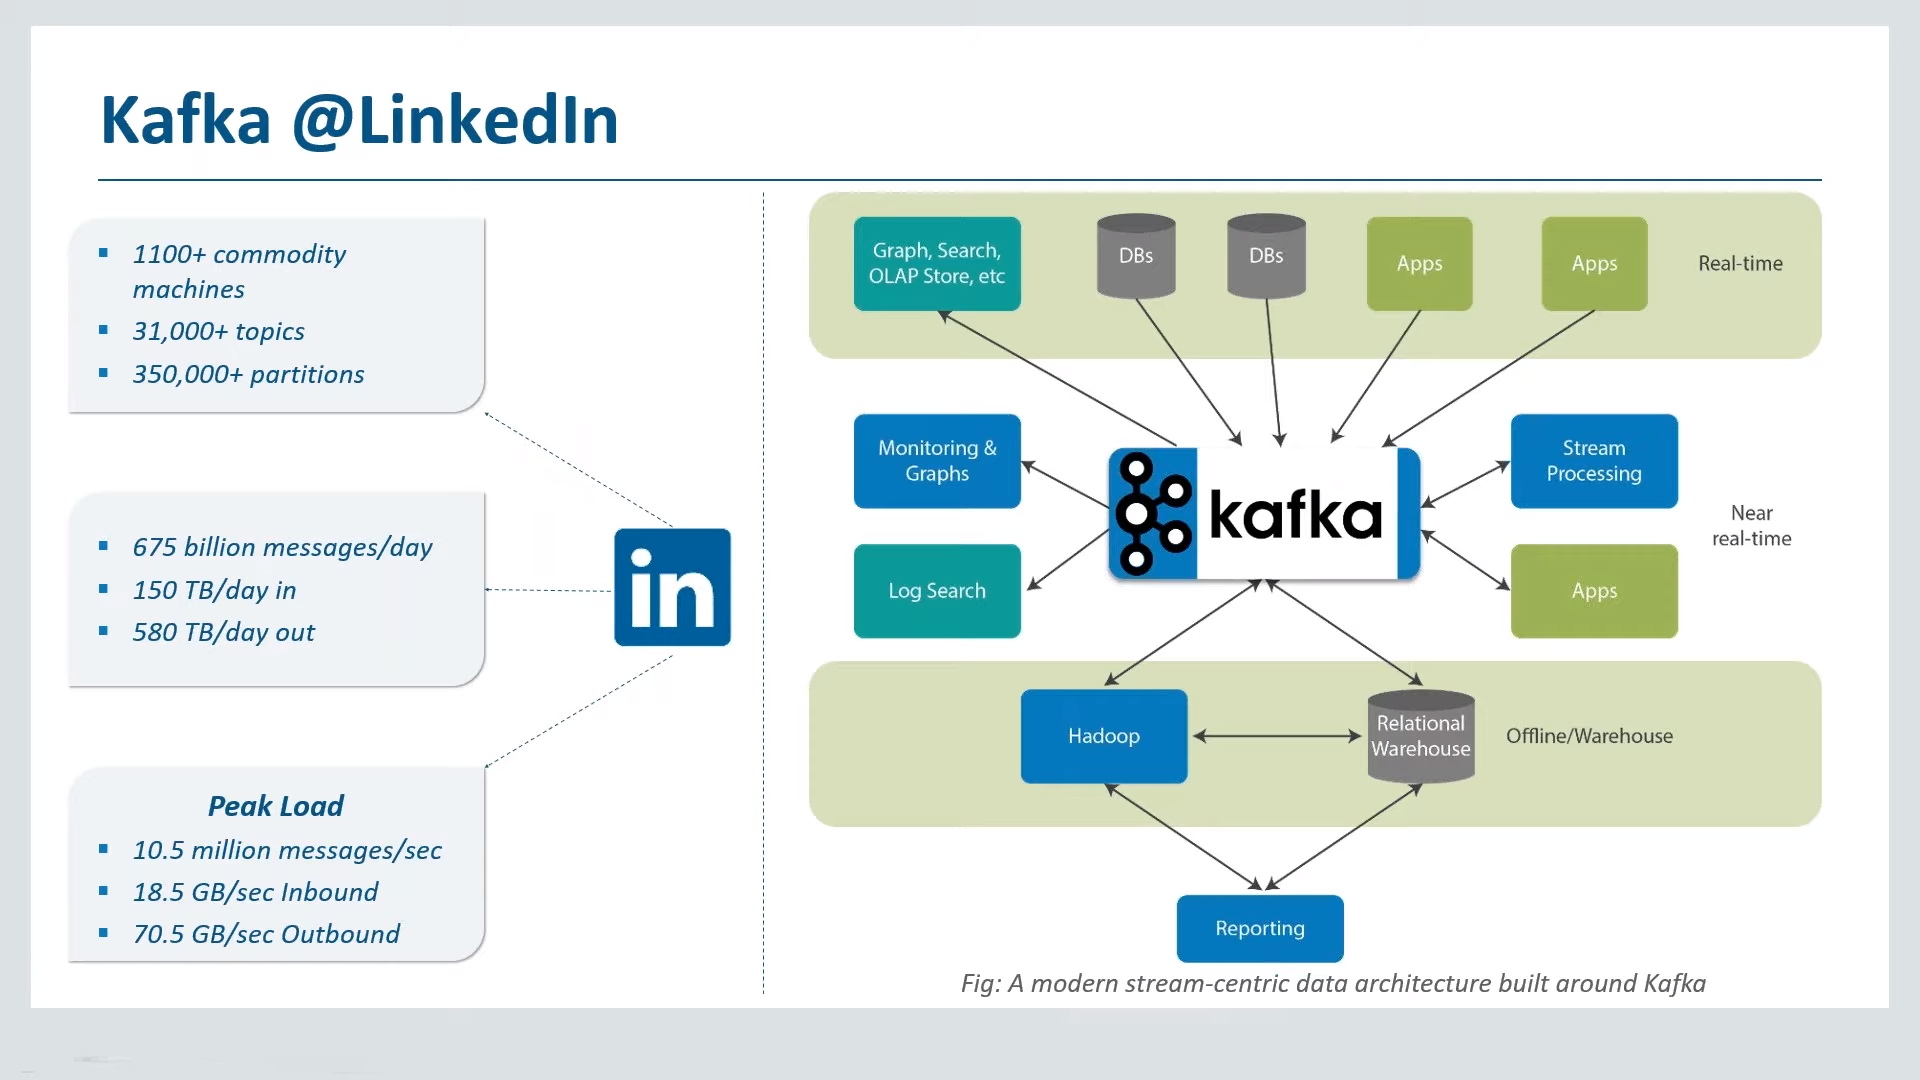 Kafka @LinkedIn
1100+ commodity
machines
31,000+ topics
350,000+ partitions
675 billion messages/day
150 TB/day in
580 TB/day out
Peak Load
10.5 million messages/sec
18.5 GB/sec Inbound
70.5 GB/sec Outbound
in
Graph, Search,
OLAP Store, etc
DBs
DBs
Apps
Apps
Real-time
Monitoring &
Graphs
kafka
Stream
Processing
Near
real-time
Log Search
Apps
Hadoop
Relational
Warehouse
Offline/Warehouse
Reporting
Fig: A modern stream-centric data architecture built around Kafka